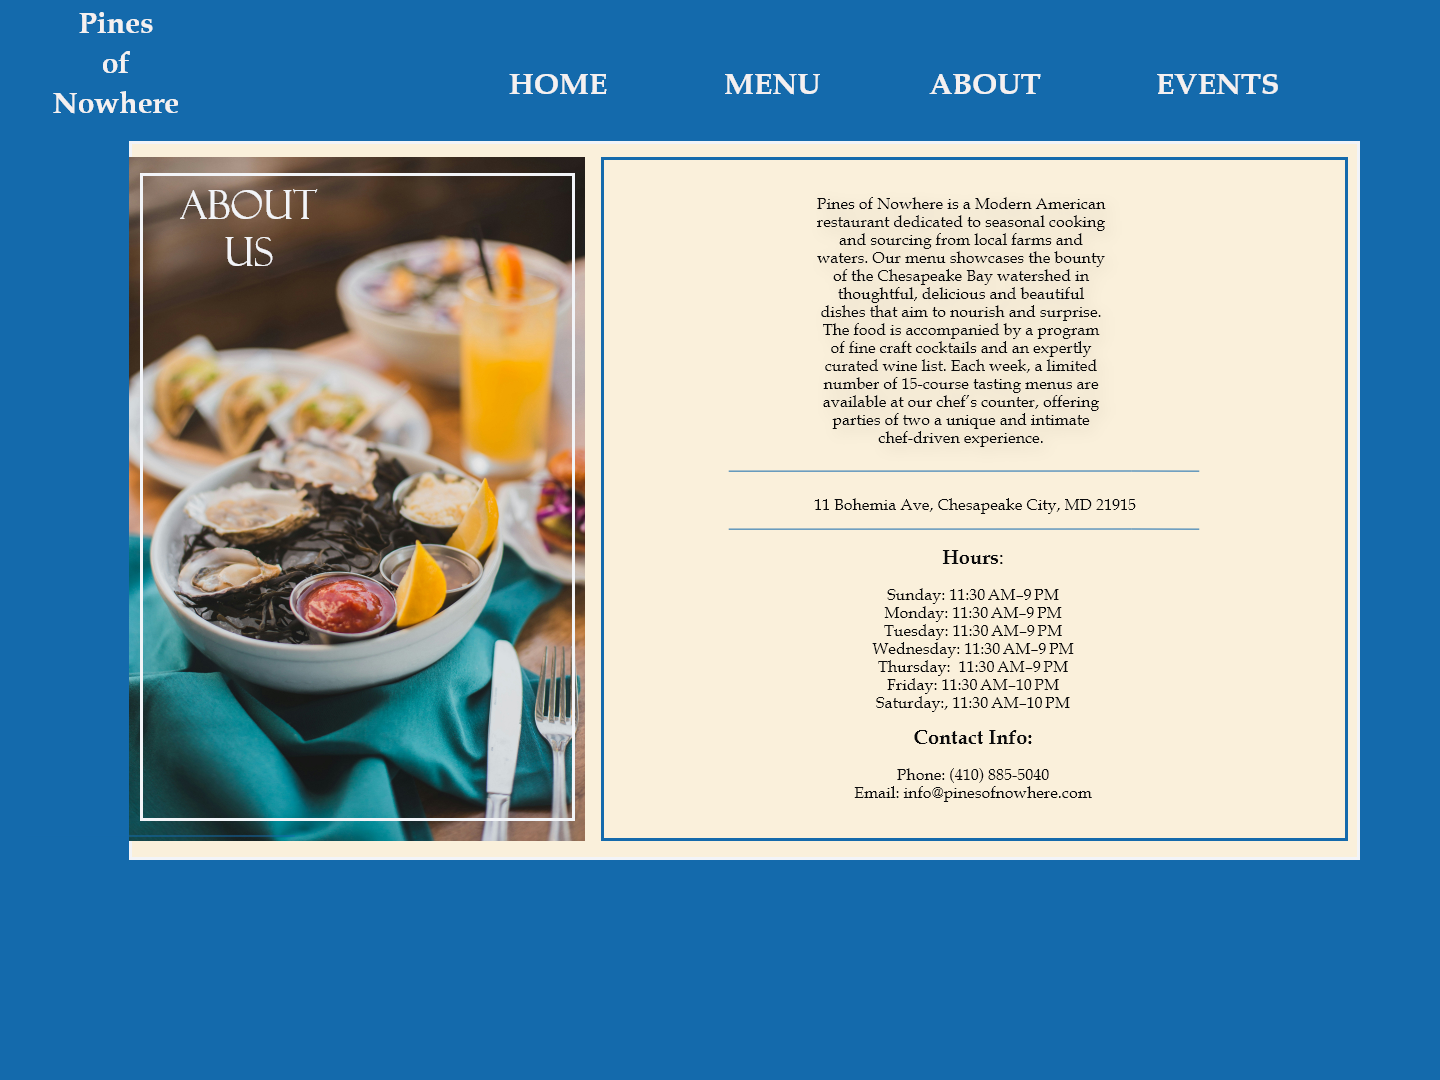 Pines
of
Nowhere
HOME MENU ABOUT EVENTS
ABOUT
US
Pines of Nowhere is a Modern American
restaurant dedicated to seasonal cooking
and sourcing from local farms and
waters. Our menu showcases the bounty
of the Chesapeake Bay watershed in
thoughtful, delicious and beautiful
dishes that aim to nourish and surprise.
The food is accompanied by a program
of fine craft cocktails and an expertly
curated wine list. Each week, a limited
number of 15-course tasting menus are
available at our chef’s counter, offering
parties of two a unique and intimate
chef-driven experience.
11 Bohemia Ave, Chesapeake City, MD 21915
Hours:
Sunday: 11:30 AM–9 PM
Monday: 11:30 AM–9 PM
Tuesday: 11:30 AM–9 PM
Wednesday: 11:30 AM–9 PM
Thursday:  11:30 AM–9 PM
Friday: 11:30 AM–10 PM
Saturday:, 11:30 AM–10 PM
Contact Info:
Phone: (410) 885-5040
Email: info@pinesofnowhere.com